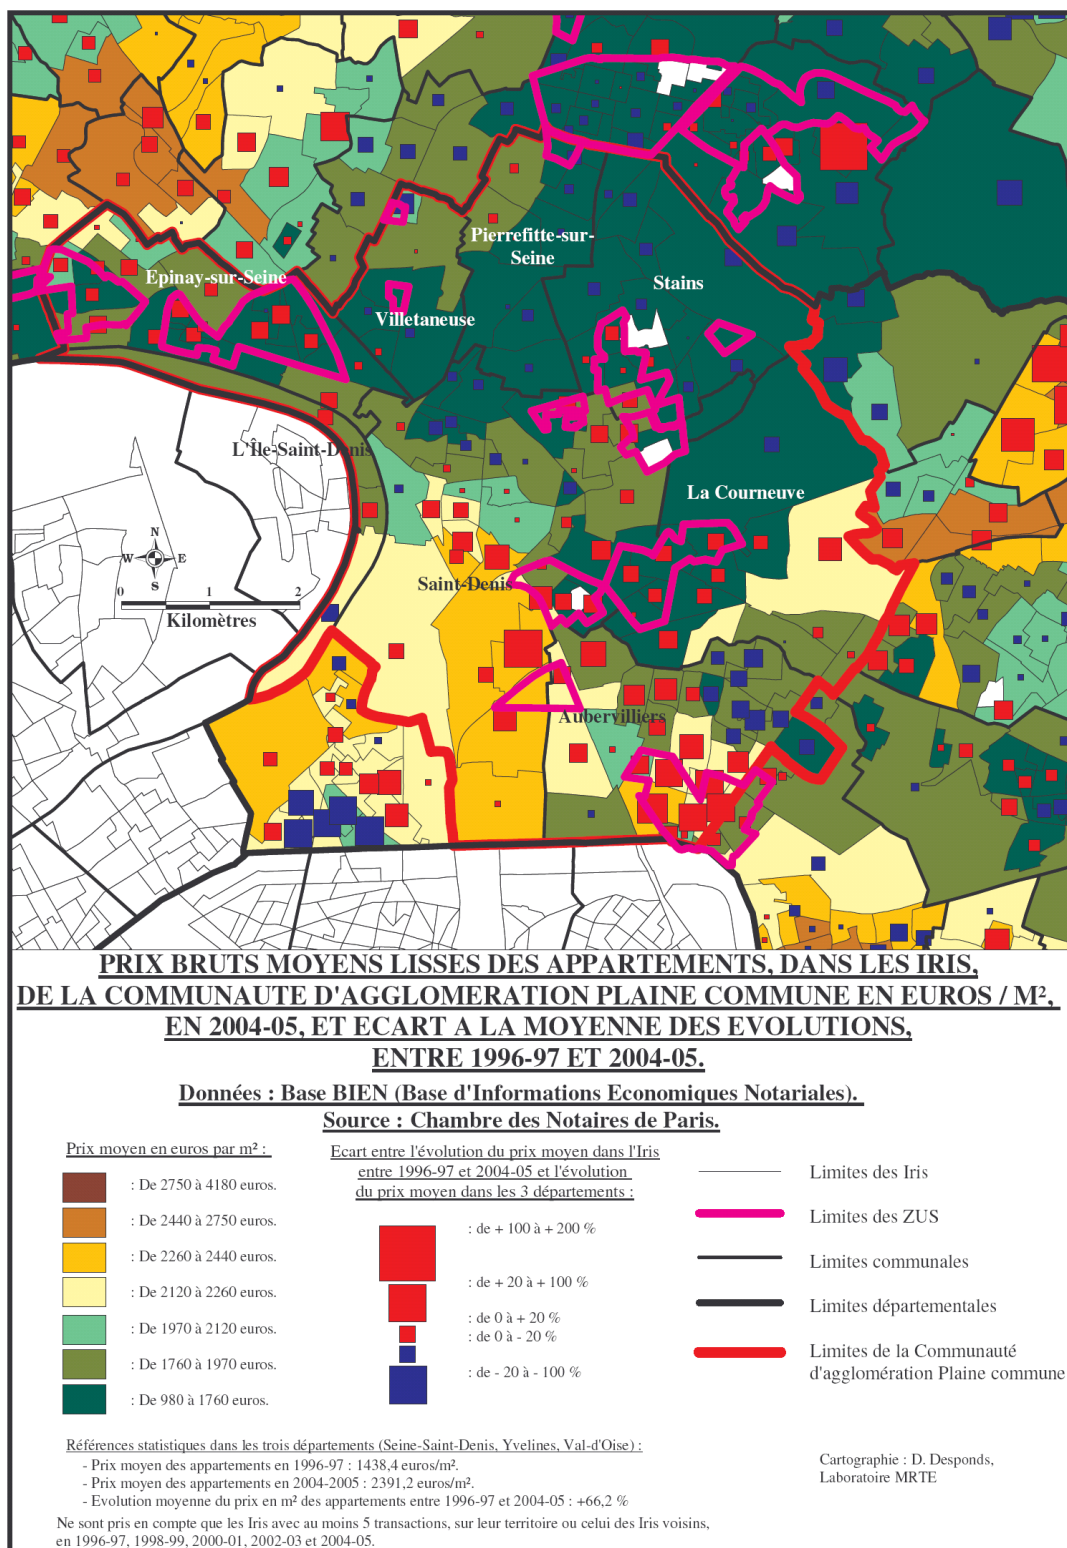 Pierrefitte-sur-
Seine
Epinay-sur-Seine
Stains
Villetaneuse
L'Île-Saint-Denis
La Courneuve
N
W E
S
Saint-Denis
0 1 2
Kilomètres
Aubervilliers
PRIX BRUTS MOYENS LISSES DES APPARTEMENTS, DANS LES IRIS,
DE LA COMMUNAUTE D'AGGLOMERATION PLAINE COMMUNE EN EUROS / M²,
EN 2004-05, ET ECART A LA MOYENNE DES EVOLUTIONS,
ENTRE 1996-97 ET 2004-05.
Données : Base BIEN (Base d'Informations Economiques Notariales).
Source : Chambre des Notaires de Paris.
Prix moyen en euros par m² :
: De 2750 à 4180 euros.
: De 2440 à 2750 euros.
: De 2260 à 2440 euros.
: De 2120 à 2260 euros.
: De 1970 à 2120 euros.
: De 1760 à 1970 euros.
: De 980 à 1760 euros.
Ecart entre l'évolution du prix moyen dans l'Iris
entre 1996-97 et 2004-05 et l'évolution
du prix moyen dans les 3 départements :
: de + 100 à + 200 %
: de + 20 à + 100 %
: de 0 à + 20 %
: de 0 à - 20 %
: de - 20 à - 100 %
Limites des Iris
Limites des ZUS
Limites communales
Limites départementales
Limites de la Communauté
d'agglomération Plaine commune
Références statistiques dans les trois départements (Seine-Saint-Denis, Yvelines, Val-d'Oise) :
- Prix moyen des appartements en 1996-97 : 1438,4 euros/m².
- Prix moyen des appartements en 2004-2005 : 2391,2 euros/m².
- Evolution moyenne du prix en m² des appartements entre 1996-97 et 2004-05 : +66,2 %
Cartographie : D. Desponds,
Laboratoire MRTE
Ne sont pris en compte que les Iris avec au moins 5 transactions, sur leur territoire ou celui des Iris voisins,
en 1996-97, 1998-99, 2000-01, 2002-03 et 2004-05.